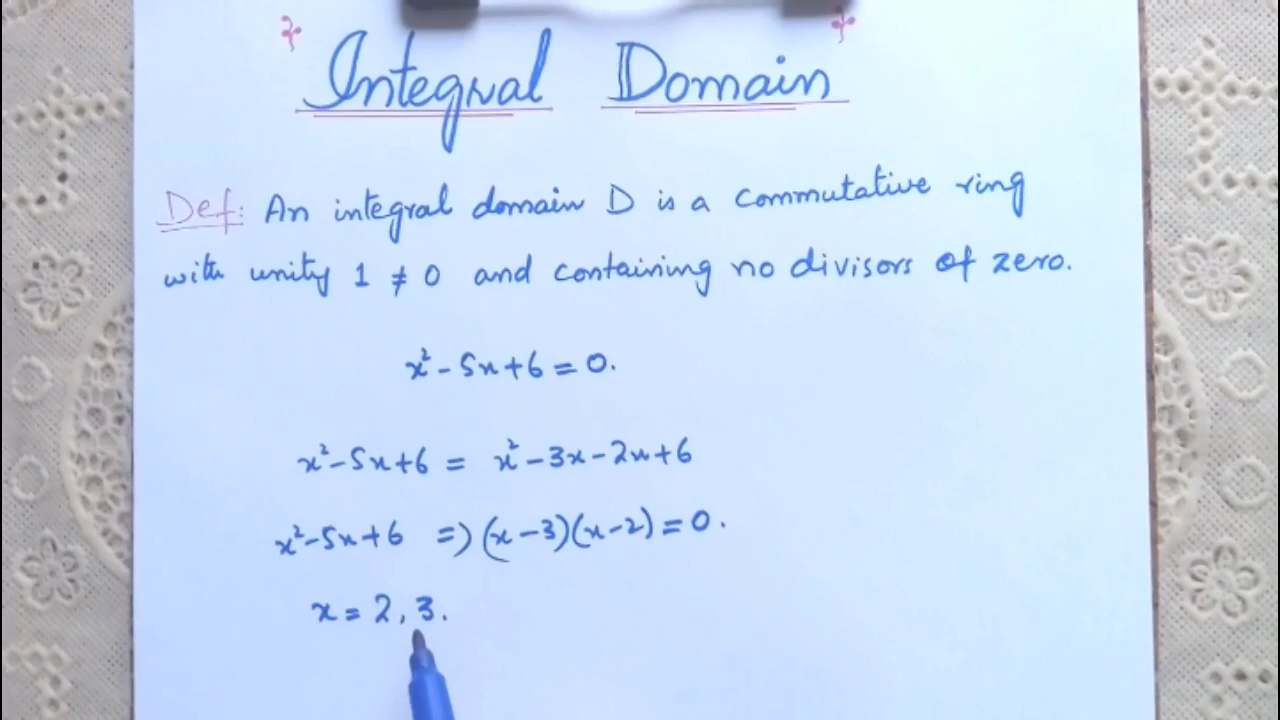 Integral Domain
Def: An integral domain D is a commutative ring
with unity 1 ≠ 0 and containing no divisors of zero.
x² - 5x + 6 = 0.
x² - 5x + 6 = x² - 3x - 2x + 6
x² - 5x + 6 => (x - 3)(x - 2) = 0.
x = 2, 3.